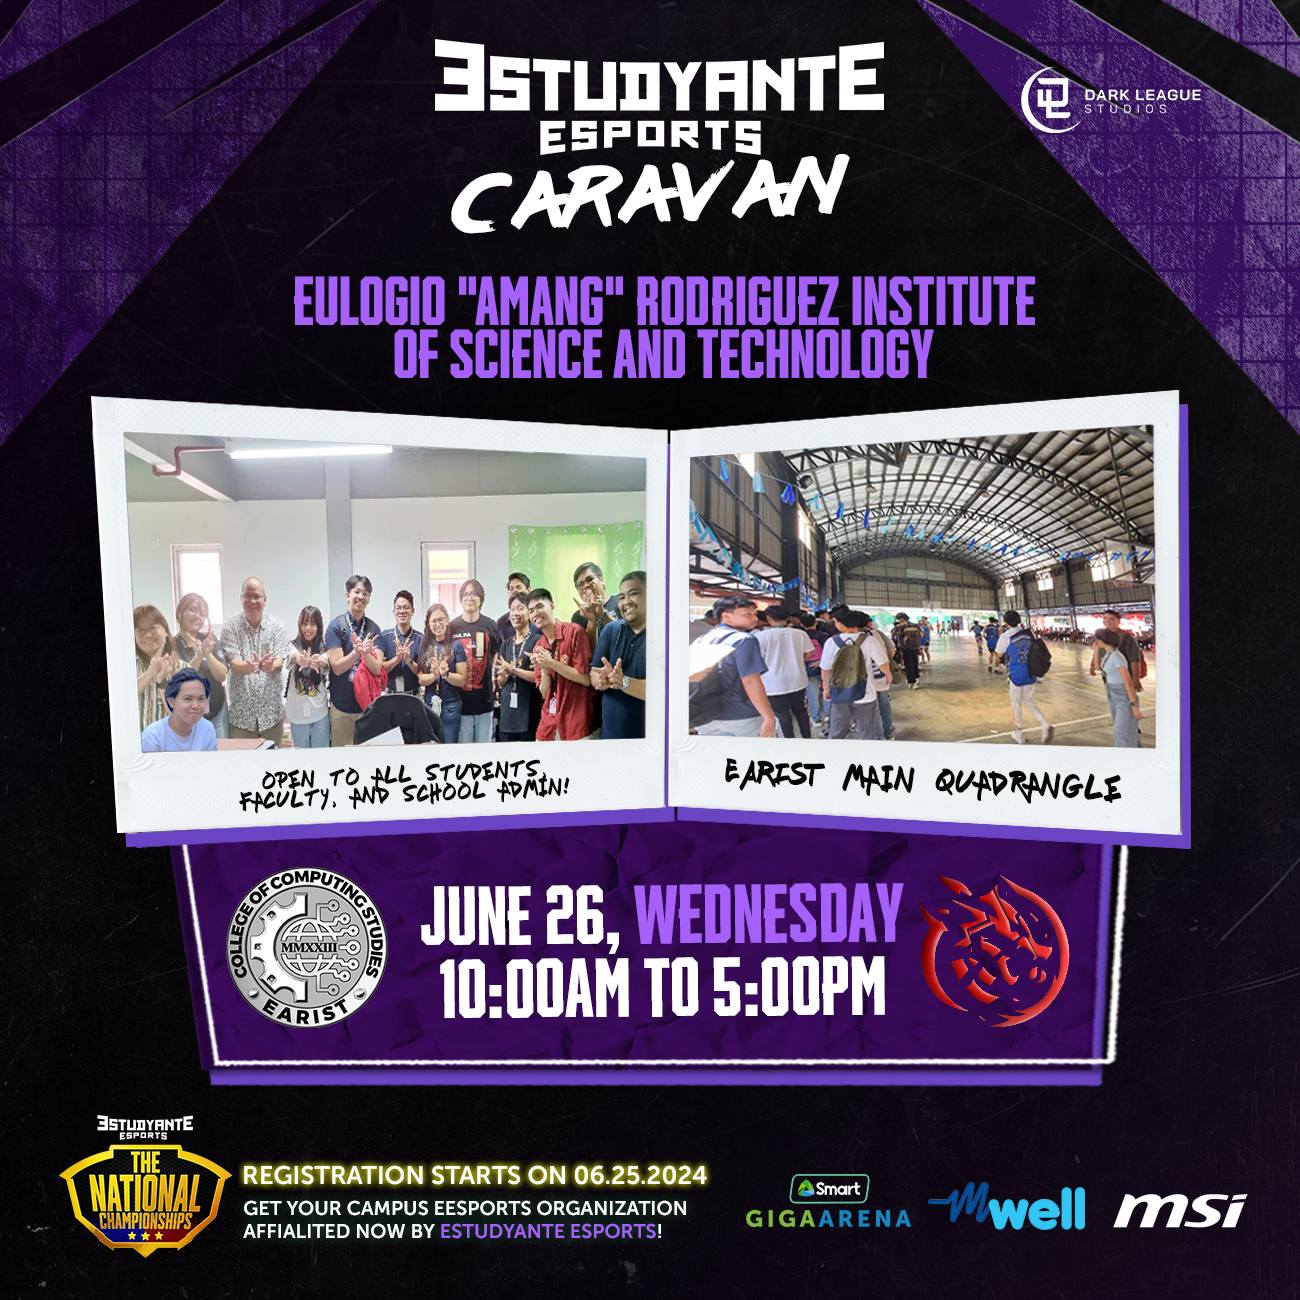 ESTUDYANTE
ESPORTS
CARAVAN
DARK LEAGUE
STUDIOS
EULOGIO "AMANG" RODRIGUEZ INSTITUTE
OF SCIENCE AND TECHNOLOGY
OPEN TO ALL STUDENTS,
FACULTY, AND SCHOOL ADMIN!
EARIST MAIN QUADRANGLE
COLLEGE OF COMPUTING STUDIES
MMXXIII
EARIST
JUNE 26, WEDNESDAY
10:00AM TO 5:00PM
ESTUDYANTE
ESPORTS
THE
NATIONAL
CHAMPIONSHIPS
REGISTRATION STARTS ON 06.25.2024
GET YOUR CAMPUS EESPORTS ORGANIZATION
AFFIALITED NOW BY ESTUDYANTE ESPORTS!
Smart
GIGAARENA
Mwell
msi